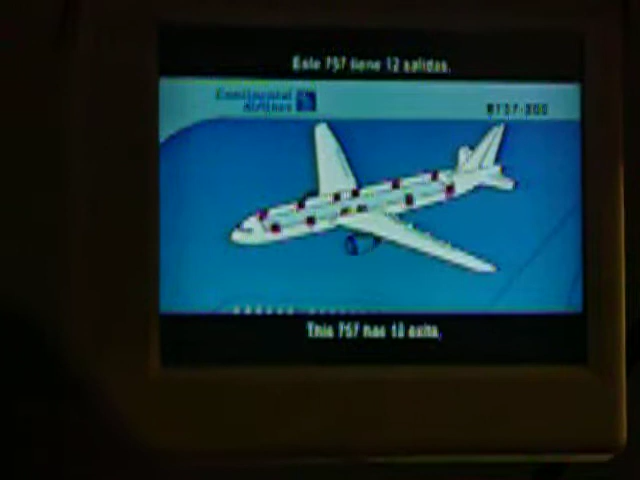 Este 757 tiene 12 salidas.
Continental
Airlines
B757-300
This 757 has 12 exits.